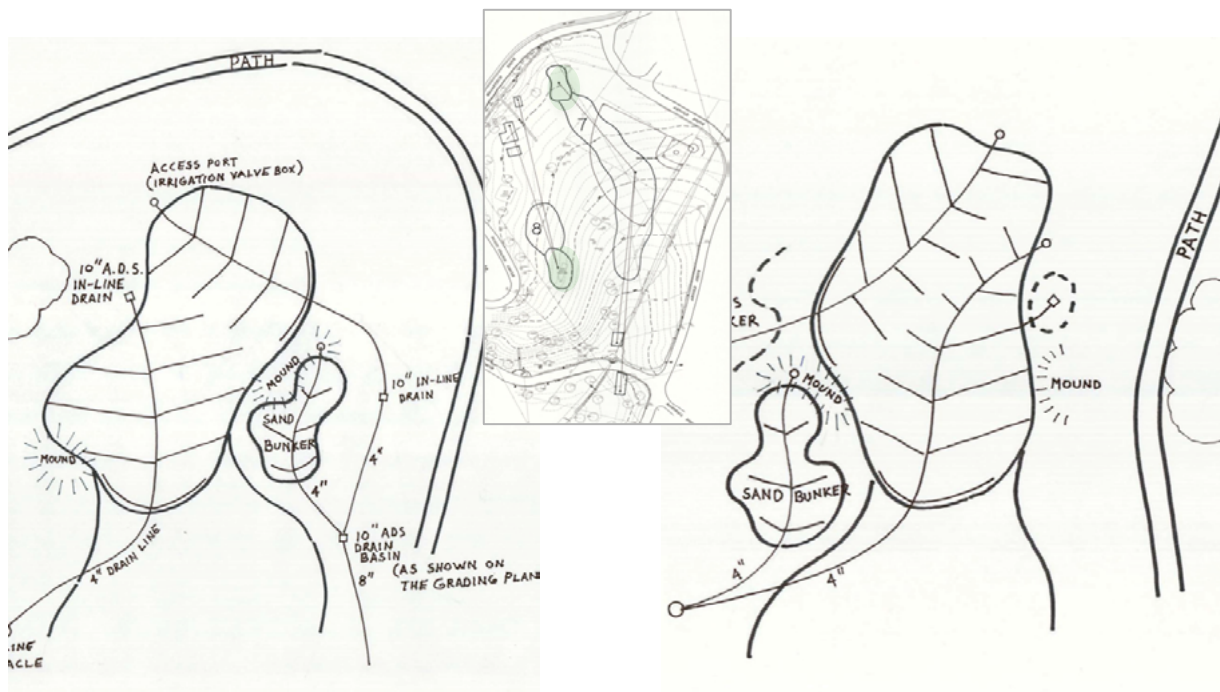 PATH
ACCESS PORT
(IRRIGATION VALVE BOX)
10" A.D.S.
IN-LINE
DRAIN
MOUND
SAND
BUNKER
MOUND
10" IN-LINE
DRAIN
4"
4"
10" ADS
DRAIN
BASIN
(AS SHOWN ON
THE GRADING PLAN
8"
4" DRAIN LINE
INE
ACLE
7
8
PATH
S
KER
MOUND
MOUND
SAND BUNKER
4"
4"